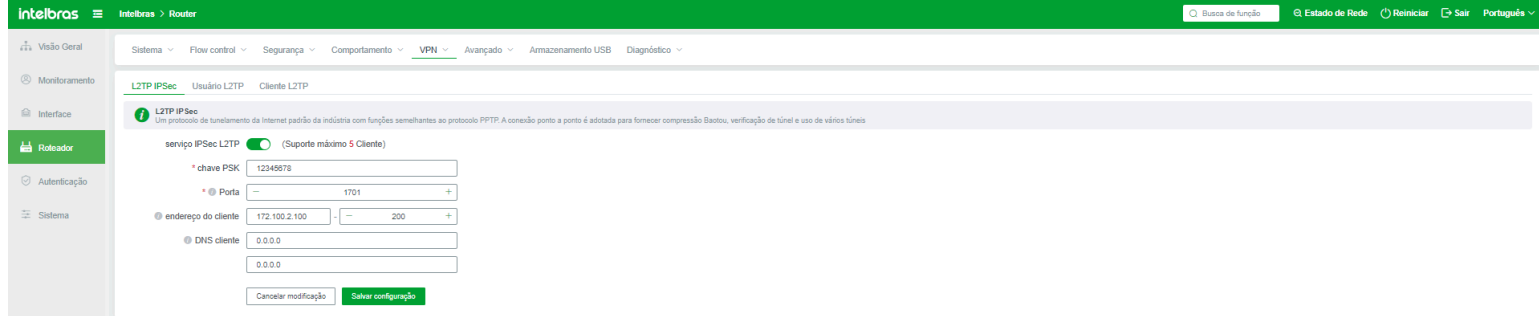 intelbras Intelbras > Router Busca de função Estado de Rede Reiniciar Sair Português
Visão Geral
Monitoramento
Interface
Roteador
Autenticação
Sistema
Sistema Flow control Segurança Comportamento VPN Avançado Armazenamento USB Diagnóstico
L2TP IPSec Usuário L2TP Cliente L2TP
L2TP IPSec
Um protocolo de tunelamento da Internet padrão da indústria com funções semelhantes ao protocolo PPTP. A conexão ponto a ponto é adotada para fornecer compressão Baotou, verificação de túnel e uso de vários túneis
serviço IPSec L2TP (Suporte máximo 5 Cliente)
* chave PSK 12345678
* Porta − 1701 +
endereço do cliente 172.100.2.100 - − 200 +
DNS cliente 0.0.0.0
0.0.0.0
Cancelar modificação Salvar configuração